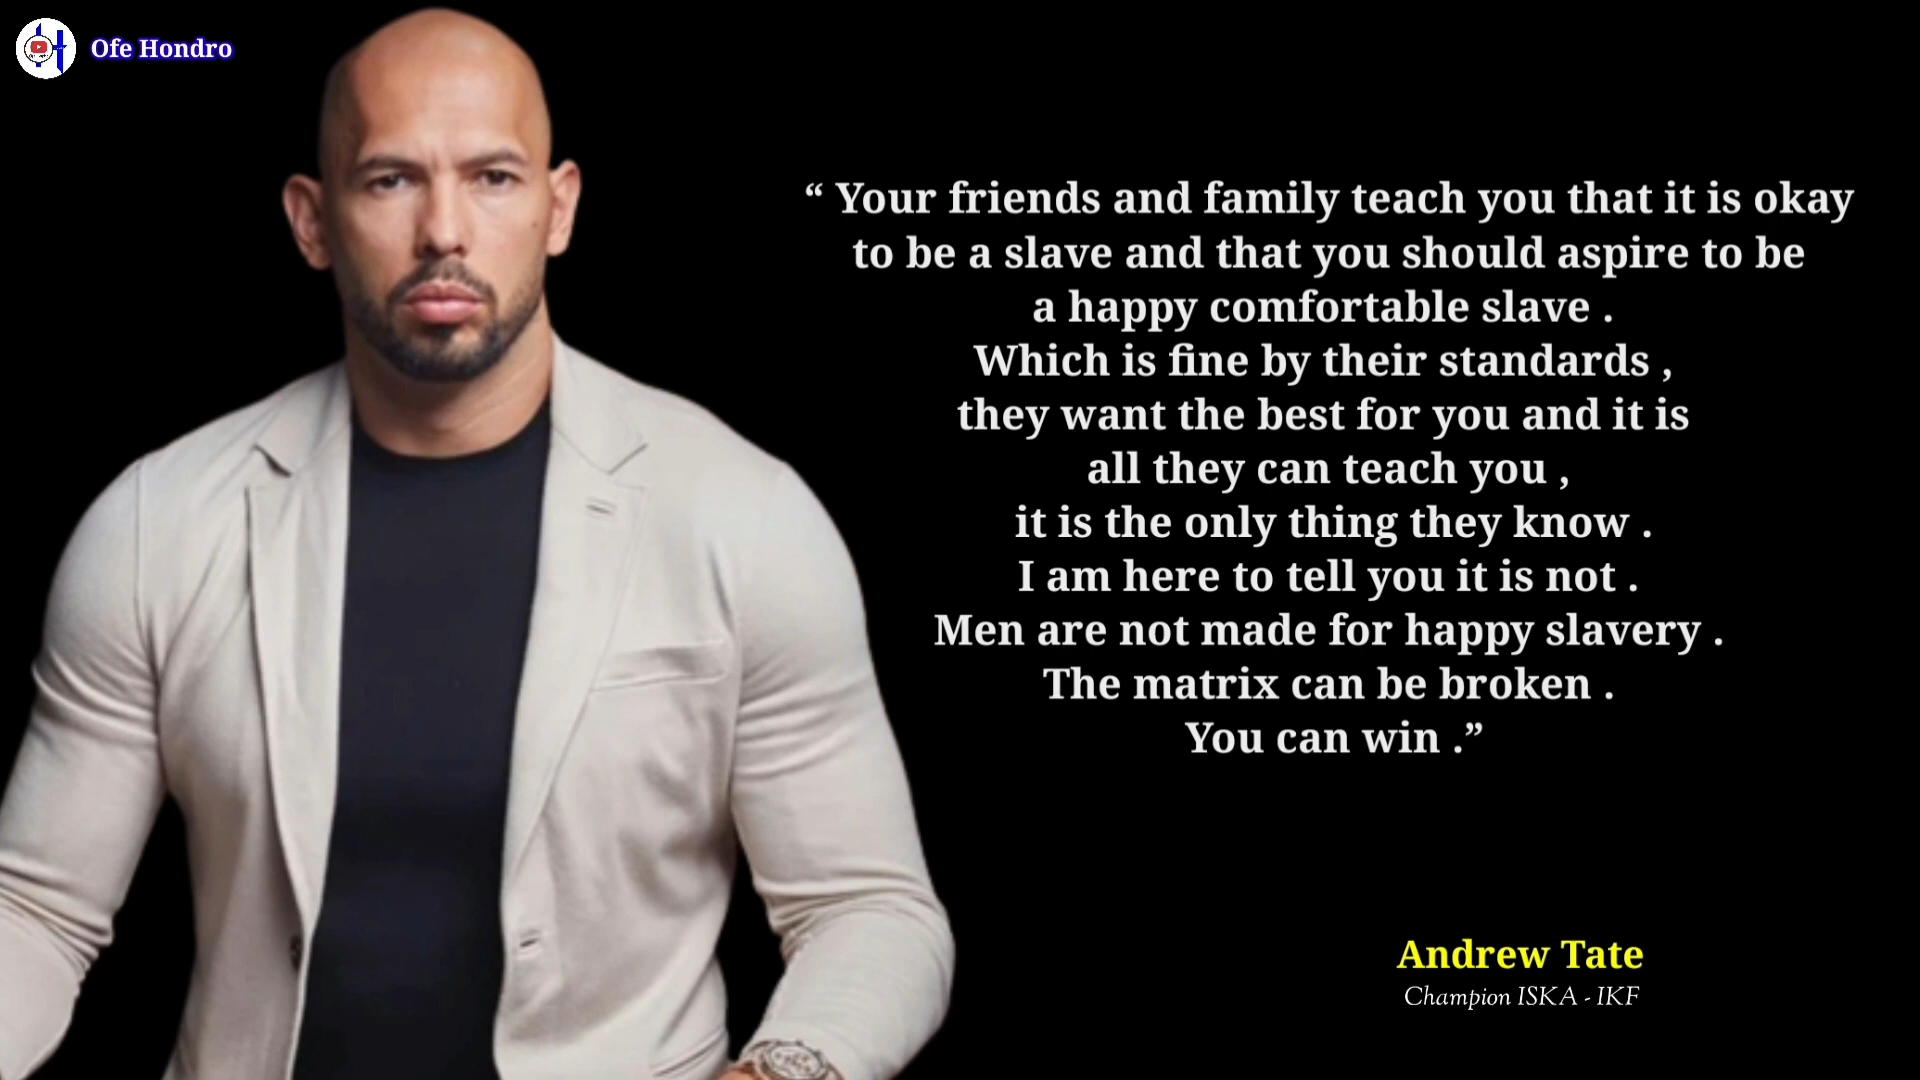 Ofe Hondro
“ Your friends and family teach you that it is okay
to be a slave and that you should aspire to be
a happy comfortable slave .
Which is fine by their standards ,
they want the best for you and it is
all they can teach you ,
it is the only thing they know .
I am here to tell you it is not .
Men are not made for happy slavery .
The matrix can be broken .
You can win .”
Andrew Tate
Champion ISKA - IKF